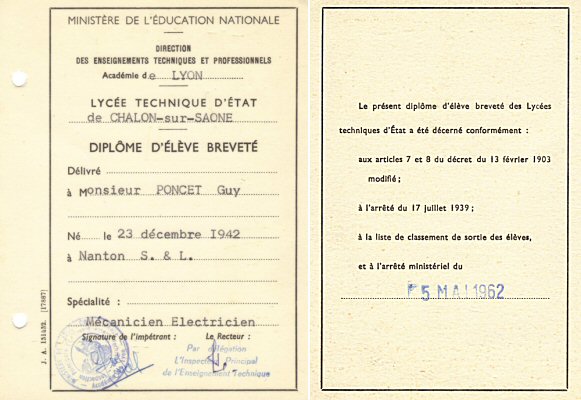 MINISTÈRE DE L'ÉDUCATION NATIONALE
DIRECTION
DES ENSEIGNEMENTS TECHNIQUES ET PROFESSIONNELS
Académie de LYON
LYCÉE TECHNIQUE D'ÉTAT
de CHALON-sur-SAONE
DIPLÔME D'ÉLÈVE BREVETÉ
Délivré
à Monsieur PONCET Guy
Né le 23 décembre 1942
à Nanton S. & L.
Spécialité :
Mécanicien Electricien
Signature de l'impétrant : Le Recteur :
Par délégation
L'Inspecteur Principal
de l'Enseignement Technique
J. A. 131452. [17887]
Le présent diplôme d'élève breveté des Lycées
techniques d'État a été décerné conformément :
aux articles 7 et 8 du décret du 13 février 1903
modifié ;
à l'arrêté du 17 juillet 1939 ;
à la liste de classement de sortie des élèves,
et à l'arrêté ministériel du
5 MAI 1962